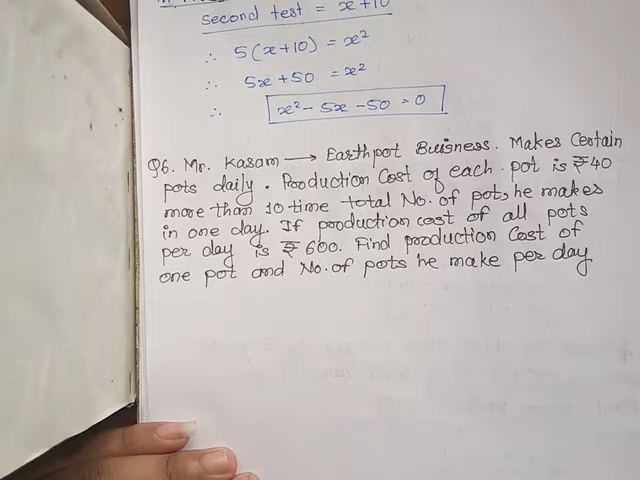 second test = x+10
∴ 5(x+10) = x²
∴ 5x+50 = x²
∴ x² - 5x - 50 = 0
Q6. Mr. Kasam → Earthpot Buisness. Makes Certain
pots daily. Production Cost of each pot is ₹40
more than 10 time total No. of pots he makes
in one day. If production cost of all pots
per day is ₹600. Find production Cost of
one pot and No. of pots he make per day